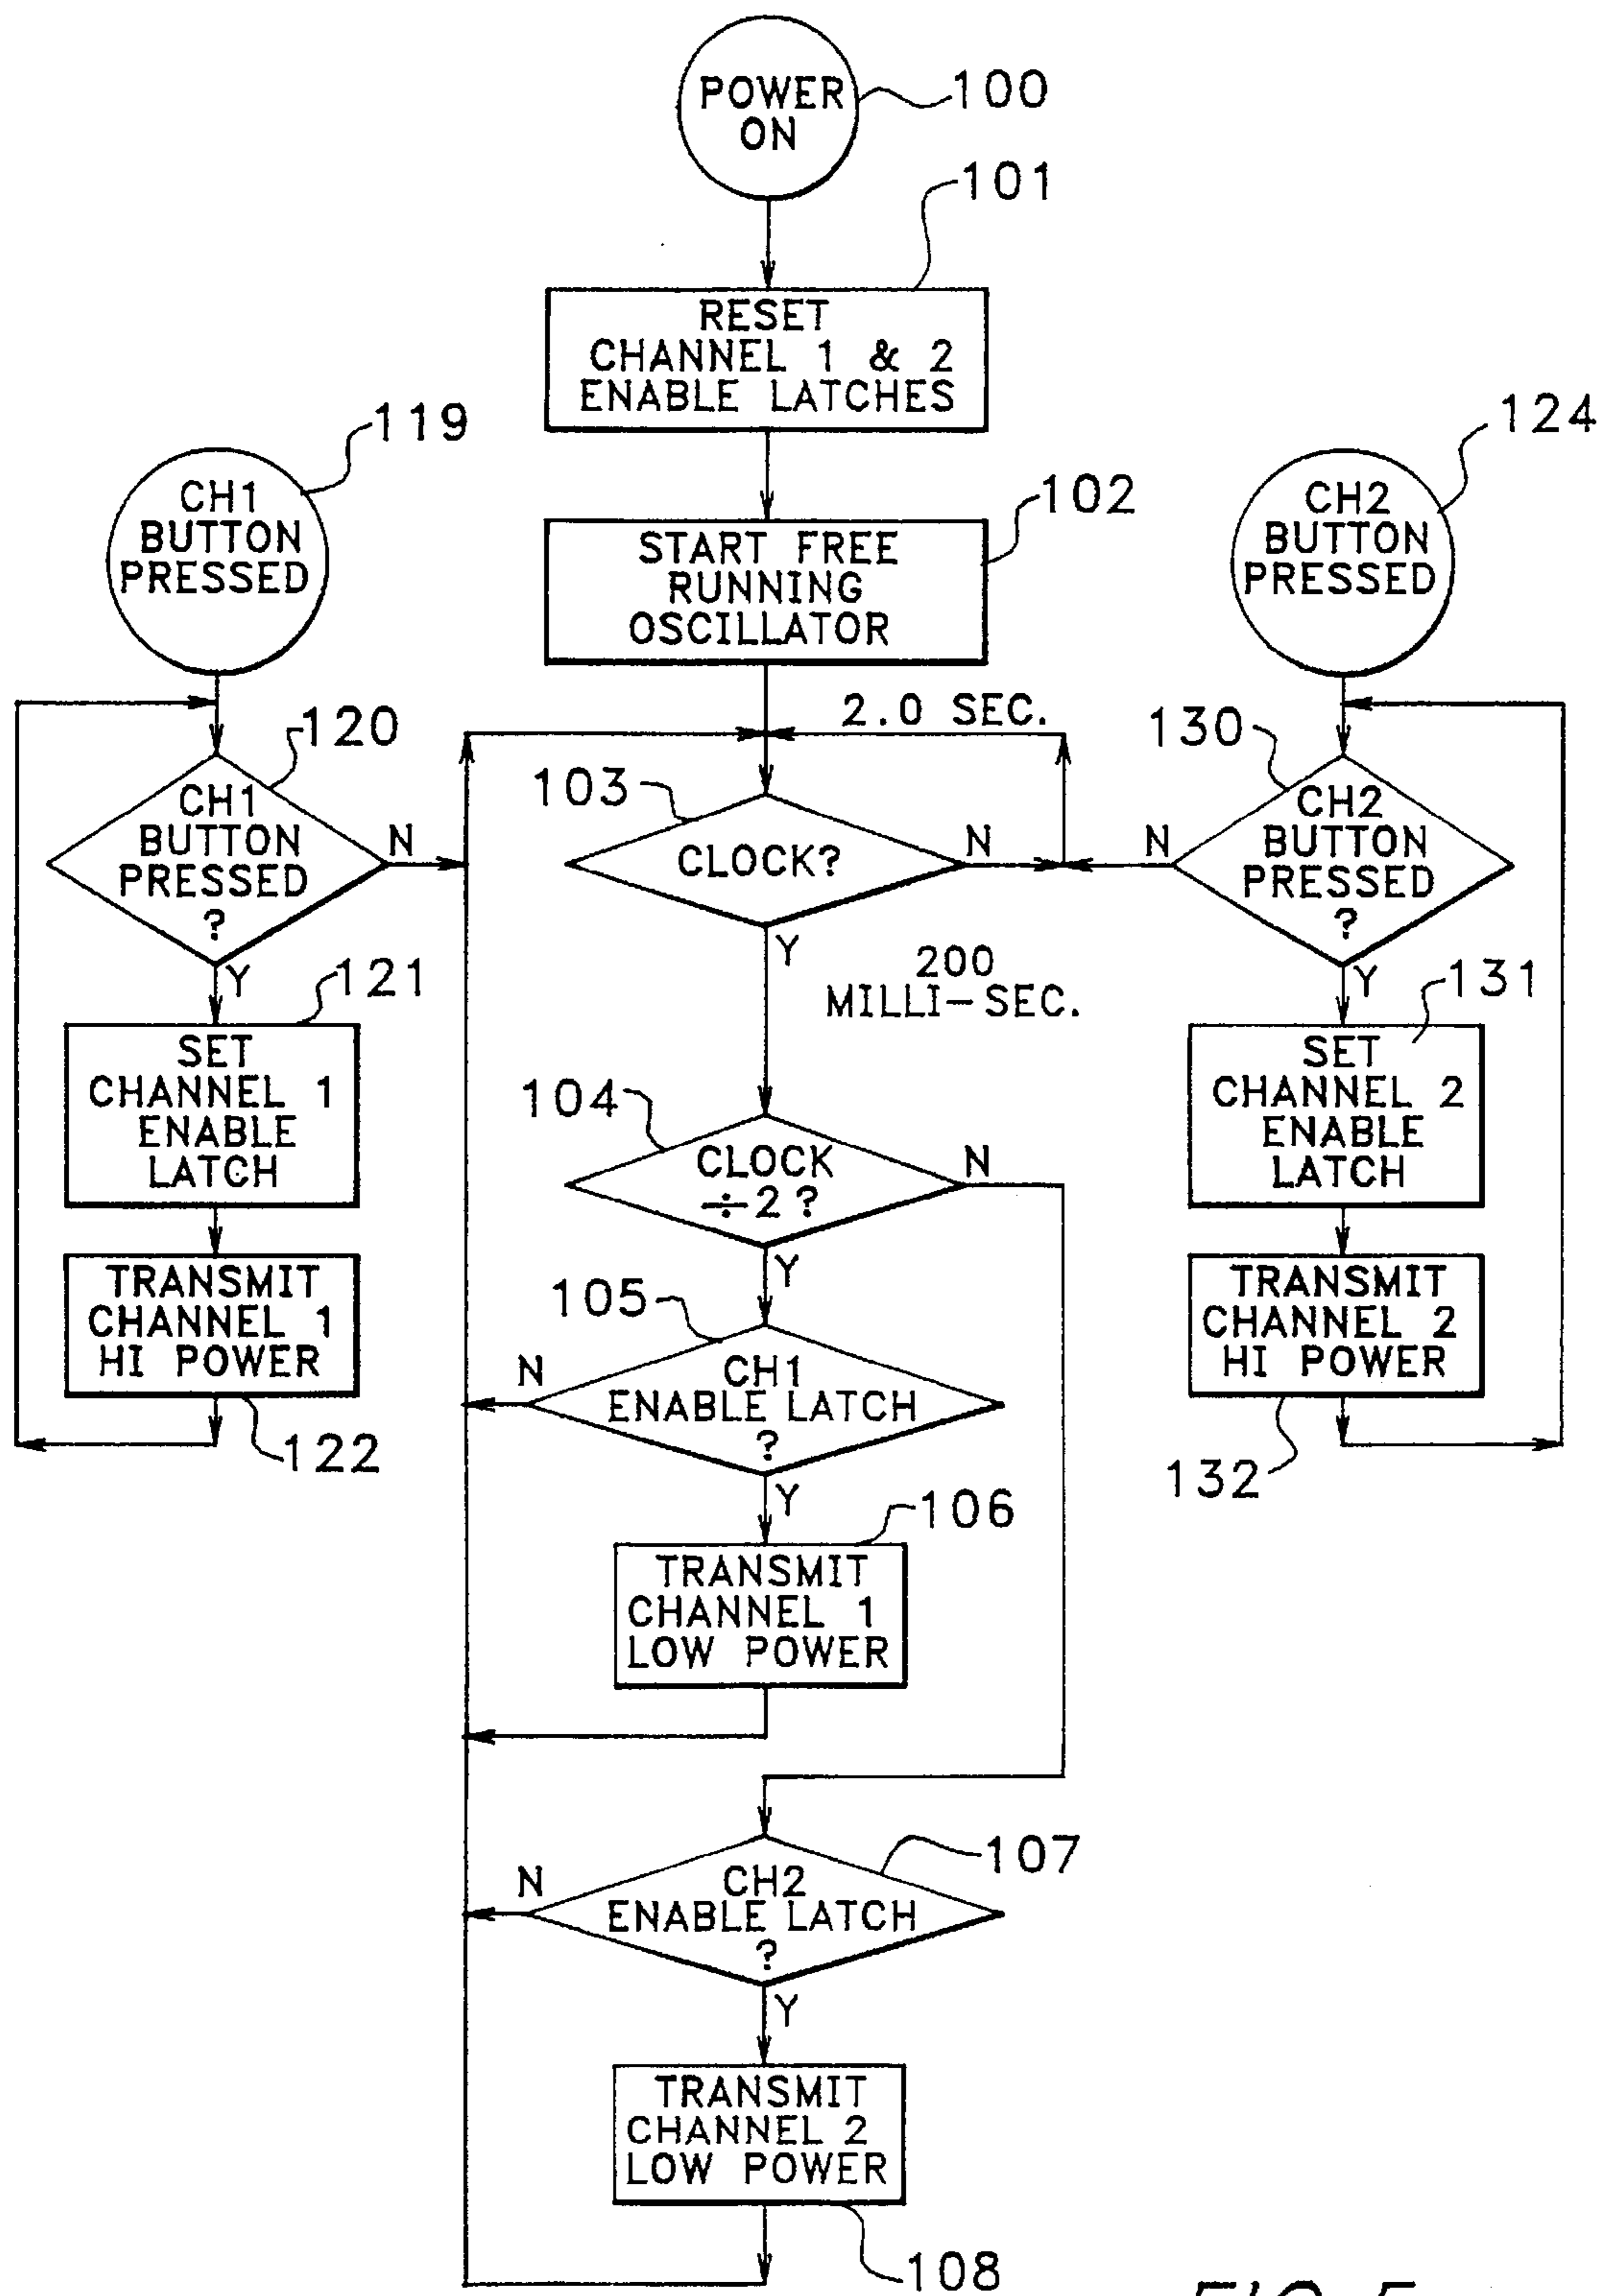 POWER
ON
100
101
RESET
CHANNEL 1 & 2
ENABLE LATCHES
119
CH1
BUTTON
PRESSED
102
START FREE
RUNNING
OSCILLATOR
124
CH2
BUTTON
PRESSED
2.0 SEC.
120
CH1
BUTTON
PRESSED
?
N
Y
103
CLOCK?
N
Y
200
MILLI-SEC.
130
CH2
BUTTON
PRESSED
?
N
Y
121
SET
CHANNEL 1
ENABLE
LATCH
104
CLOCK
÷2 ?
N
Y
131
SET
CHANNEL 2
ENABLE
LATCH
TRANSMIT
CHANNEL 1
HI POWER
122
105
CH1
ENABLE LATCH
?
N
Y
TRANSMIT
CHANNEL 2
HI POWER
132
106
TRANSMIT
CHANNEL 1
LOW POWER
107
CH2
ENABLE LATCH
?
N
Y
TRANSMIT
CHANNEL 2
LOW POWER
108